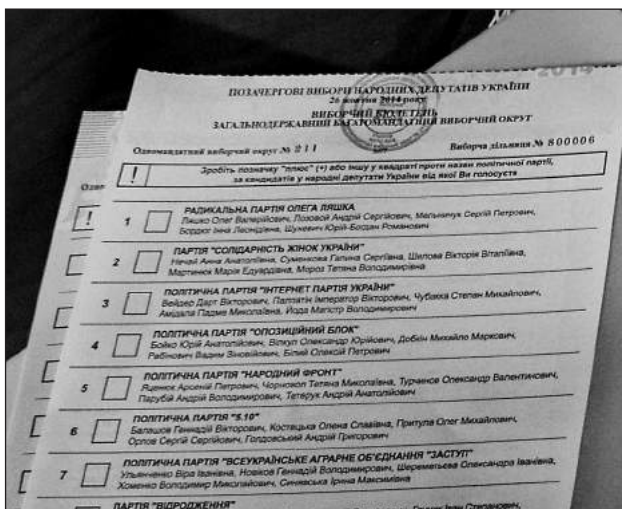 2014
ПОЗАЧЕРГОВІ ВИБОРИ НАРОДНИХ ДЕПУТАТІВ УКРАЇНИ
26 жовтня 2014 року
ВИБОРЧИЙ БЮЛЕТЕНЬ
ЗАГАЛЬНОДЕРЖАВНИЙ БАГАТОМАНДАТНИЙ ВИБОРЧИЙ ОКРУГ
Одномандатний виборчий округ № 211 Виборча дільниця № 800006
! Зробіть позначку "плюс" (+) або іншу у квадраті проти назви політичної партії,
за кандидатів у народні депутати України від якої Ви голосуєте
1 РАДИКАЛЬНА ПАРТІЯ ОЛЕГА ЛЯШКА
Ляшко Олег Валерійович, Лозовой Андрій Сергійович, Мельничук Сергій Петрович,
Бордюг Інна Леонідівна, Шухевич Юрій-Богдан Романович
2 ПАРТІЯ "СОЛІДАРНІСТЬ ЖІНОК УКРАЇНИ"
Нечай Анна Анатоліївна, Суменкова Галина Сергіївна, Шилова Вікторія Віталіївна,
Мартинюк Марія Едуардівна, Мороз Тетяна Володимирівна
3 ПОЛІТИЧНА ПАРТІЯ "ІНТЕРНЕТ ПАРТІЯ УКРАЇНИ"
Вейдер Дарт Вікторович, Палпатін Імператор Вікторович, Чубакка Степан Михайлович,
Амідала Падме Миколаївна, Йода Магістр Володимирович
4 ПОЛІТИЧНА ПАРТІЯ "ОПОЗИЦІЙНИЙ БЛОК"
Бойко Юрій Анатолійович, Вілкул Олександр Юрійович, Добкін Михайло Маркович,
Рабінович Вадим Зіновійович, Білий Олексій Петрович
5 ПОЛІТИЧНА ПАРТІЯ "НАРОДНИЙ ФРОНТ"
Яценюк Арсеній Петрович, Чорновол Тетяна Миколаївна, Турчинов Олександр Валентинович,
Парубій Андрій Володимирович, Тетерук Андрій Анатолійович
6 ПОЛІТИЧНА ПАРТІЯ "5.10"
Балашов Геннадій Вікторович, Костецька Олена Славівна, Притула Олег Михайлович,
Орлов Сергій Сергійович, Голдовський Андрій Григорович
7 ПОЛІТИЧНА ПАРТІЯ "ВСЕУКРАЇНСЬКЕ АГРАРНЕ ОБ'ЄДНАННЯ "ЗАСТУП"
Ульянченко Віра Іванівна, Новіков Геннадій Володимирович, Шереметьєва Олександра Іванівна,
Хоменко Володимир Миколайович, Синявська Ірина Максимівна
ПАРТІЯ "ВІДРОДЖЕННЯ"
Іван Степанович,